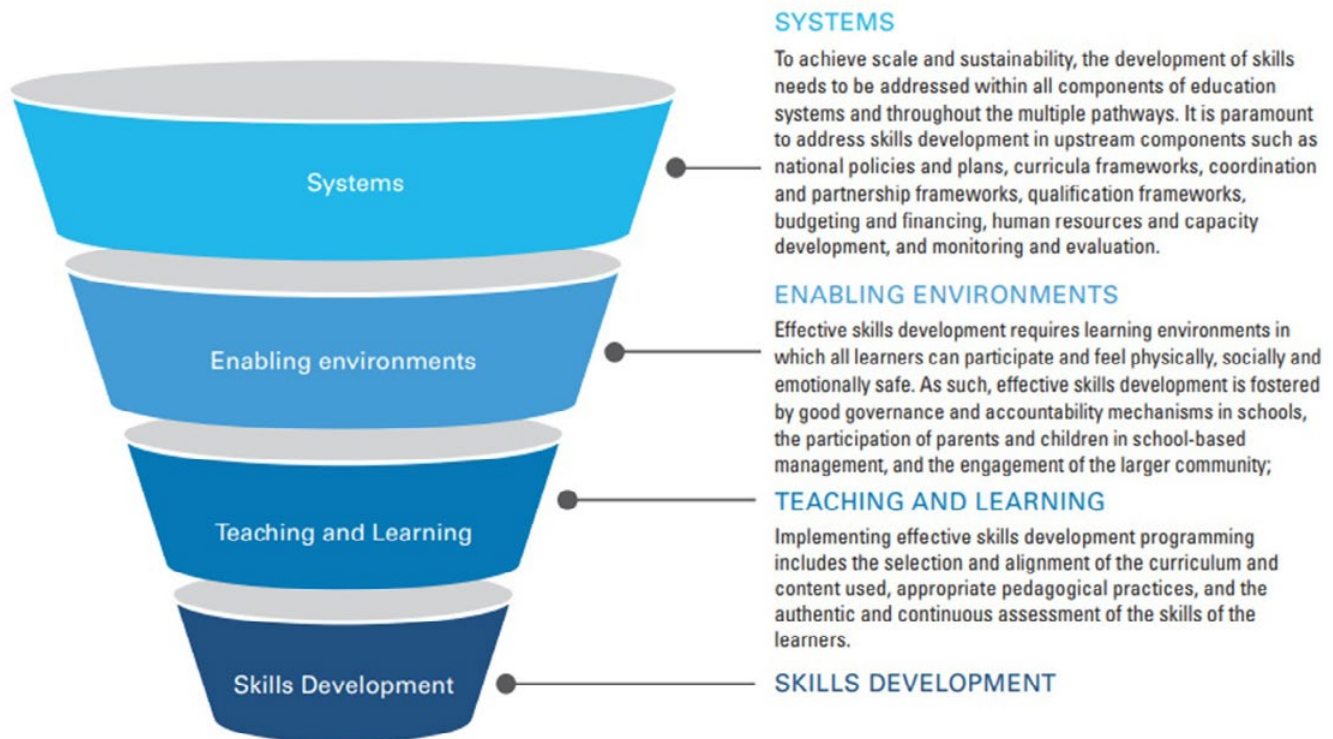 SYSTEMS
To achieve scale and sustainability, the development of skills
needs to be addressed within all components of education
systems and throughout the multiple pathways. It is paramount
to address skills development in upstream components such as
national policies and plans, curricula frameworks, coordination
and partnership frameworks, qualification frameworks,
budgeting and financing, human resources and capacity
development, and monitoring and evaluation.
Systems
ENABLING ENVIRONMENTS
Effective skills development requires learning environments in
which all learners can participate and feel physically, socially and
emotionally safe. As such, effective skills development is fostered
by good governance and accountability mechanisms in schools,
the participation of parents and children in school-based
management, and the engagement of the larger community;
Enabling environments
TEACHING AND LEARNING
Implementing effective skills development programming
includes the selection and alignment of the curriculum and
content used, appropriate pedagogical practices, and the
authentic and continuous assessment of the skills of the
learners.
Teaching and Learning
SKILLS DEVELOPMENT
Skills Development